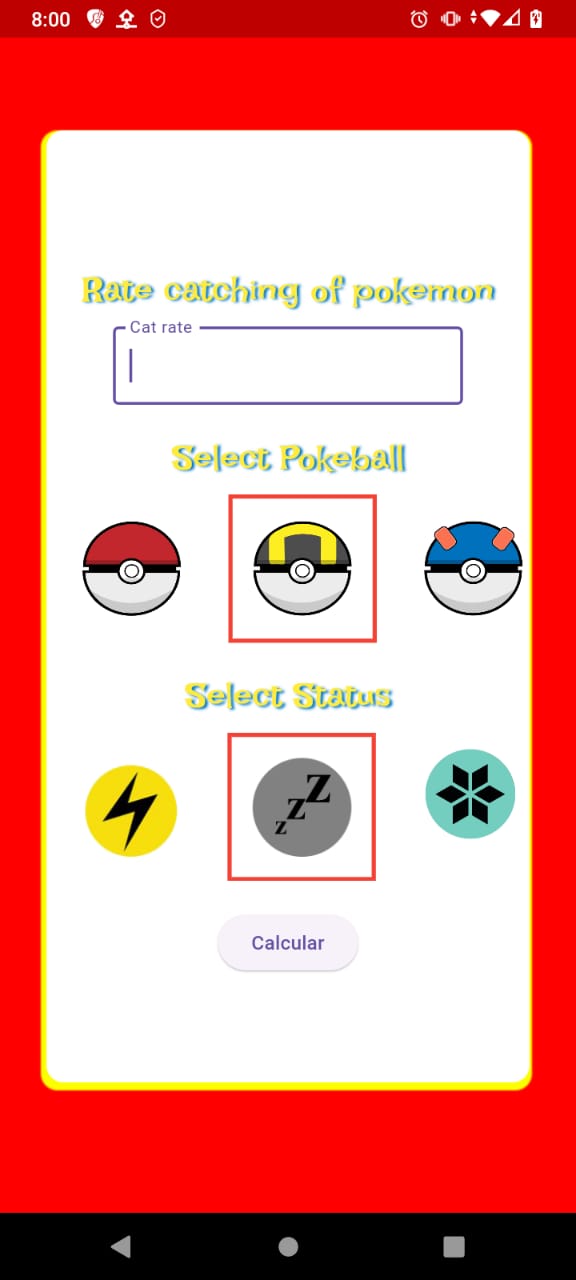 8:00
Rate catching of pokemon
Cat rate
Select Pokeball
Select Status
z z Z
Calcular